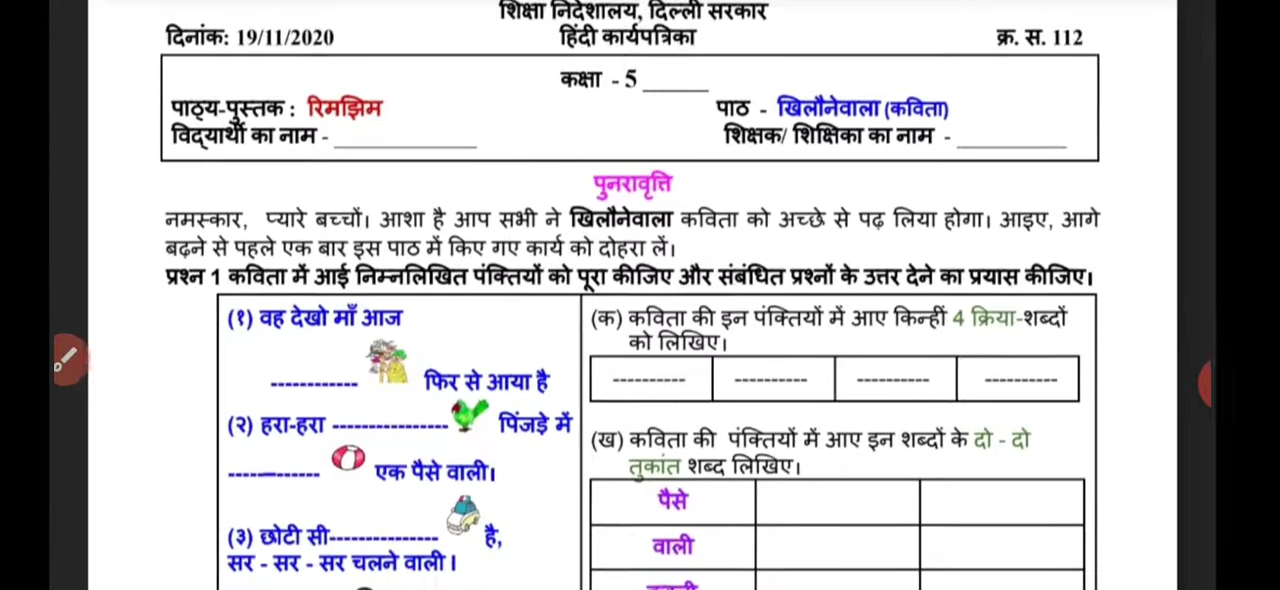 शिक्षा निदेशालय, दिल्ली सरकार
दिनांक: 19/11/2020 हिंदी कार्यपत्रिका क्र. स. 112
कक्षा - 5 ______
पाठ्य-पुस्तक : रिमझिम पाठ - खिलौनेवाला (कविता)
विद्यार्थी का नाम - ____________ शिक्षक/ शिक्षिका का नाम - _________
पुनरावृत्ति
नमस्कार, प्यारे बच्चों। आशा है आप सभी ने खिलौनेवाला कविता को अच्छे से पढ़ लिया होगा। आइए, आगे
बढ़ने से पहले एक बार इस पाठ में किए गए कार्य को दोहरा लें।
प्रश्न 1 कविता में आई निम्नलिखित पंक्तियों को पूरा कीजिए और संबंधित प्रश्नों के उत्तर देने का प्रयास कीजिए।
(१) वह देखो माँ आज
------------ फिर से आया है
(२) हरा-हरा ---------------- पिंजड़े में
------------ एक पैसे वाली।
(३) छोटी सी--------------- है,
सर - सर - सर चलने वाली।
(क) कविता की इन पंक्तियों में आए किन्हीं 4 क्रिया-शब्दों
को लिखिए।
---------- ---------- ---------- ----------
(ख) कविता की पंक्तियों में आए इन शब्दों के दो - दो
तुकांत शब्द लिखिए।
पैसे
वाली